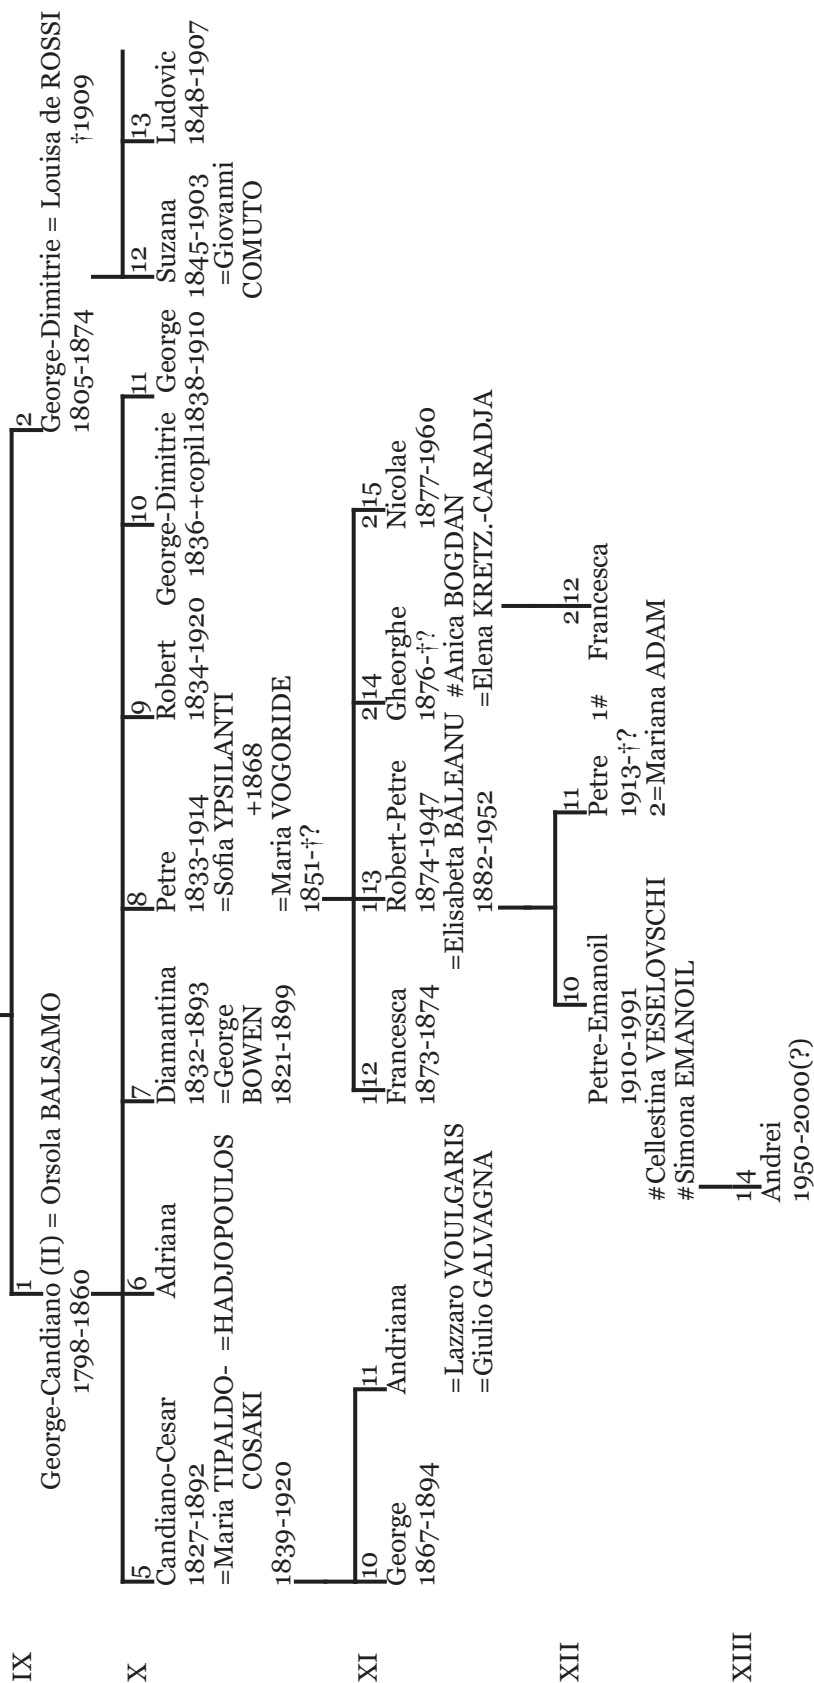 IX
1
George-Candiano (II) = Orsola BALSAMO
1798-1860
2
George-Dimitrie = Louisa de ROSSI
1805-1874
†1909
X
5
Candiano-Cesar
1827-1892
=Maria TIPALDO-
COSAKI
1839-1920
6
Adriana
=HADJOPOULOS
7
Diamantina
1832-1893
=George
BOWEN
1821-1899
8
Petre
1833-1914
=Sofia YPSILANTI
+1868
=Maria VOGORIDE
1851-†?
9
Robert
1834-1920
10
George-Dimitrie
1836-+copil
11
George
1838-1910
12
Suzana
1845-1903
=Giovanni
COMUTO
13
Ludovic
1848-1907
XI
10
George
1867-1894
11
Andriana
=Lazzaro VOULGARIS
=Giulio GALVAGNA
1 12
Francesca
1873-1874
1 13
Robert-Petre
1874-1947
=Elisabeta BĂLEANU
1882-1952
2 14
Gheorghe
1876-†?
2 15
Nicolae
1877-1960
#Anica BOGDAN
=Elena KRETZ.-CARADJA
XII
10
Petre-Emanoil
1910-1991
#Cellestina VESELOVSCHI
#Simona EMANOIL
11
Petre 1#
1913-†?
2=Mariana ADAM
2 12
Francesca
XIII
14
Andrei
1950-2000(?)